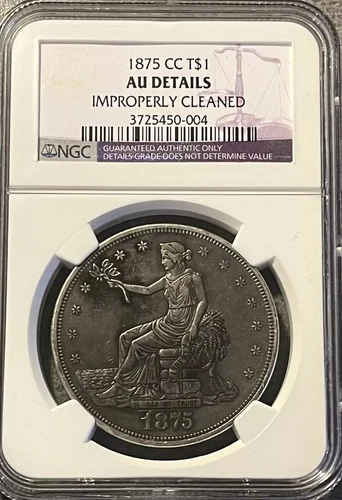 1875 CC T$1
AU DETAILS
IMPROPERLY CLEANED
3725450-004
NGC
GUARANTEED AUTHENTIC ONLY
DETAILS GRADE DOES NOT DETERMINE VALUE
1875